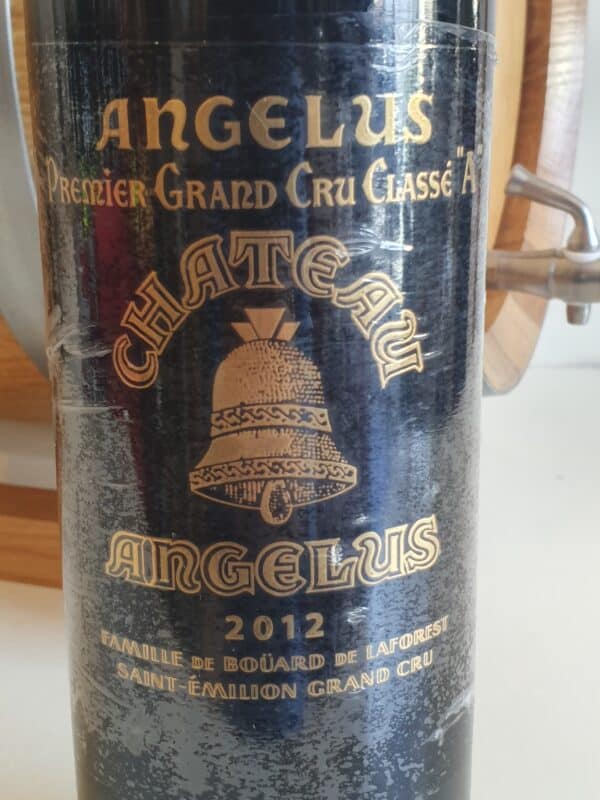 ANGELUS
PREMIER GRAND CRU CLASSÉ "A"
CHATEAU
ANGELUS
2012
FAMILLE DE BOÜARD DE LAFOREST
SAINT-ÉMILION GRAND CRU